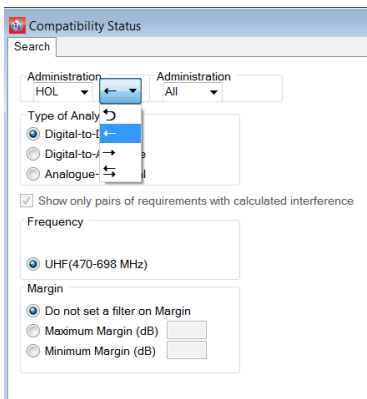 Compatibility Status
Search
Administration Administration
HOL All
Type of Analy
Digital-to-D
Digital-to-A e
Analogue- l
Show only pairs of requirements with calculated interference
Frequency
UHF(470-698 MHz)
Margin
Do not set a filter on Margin
Maximum Margin (dB)
Minimum Margin (dB)